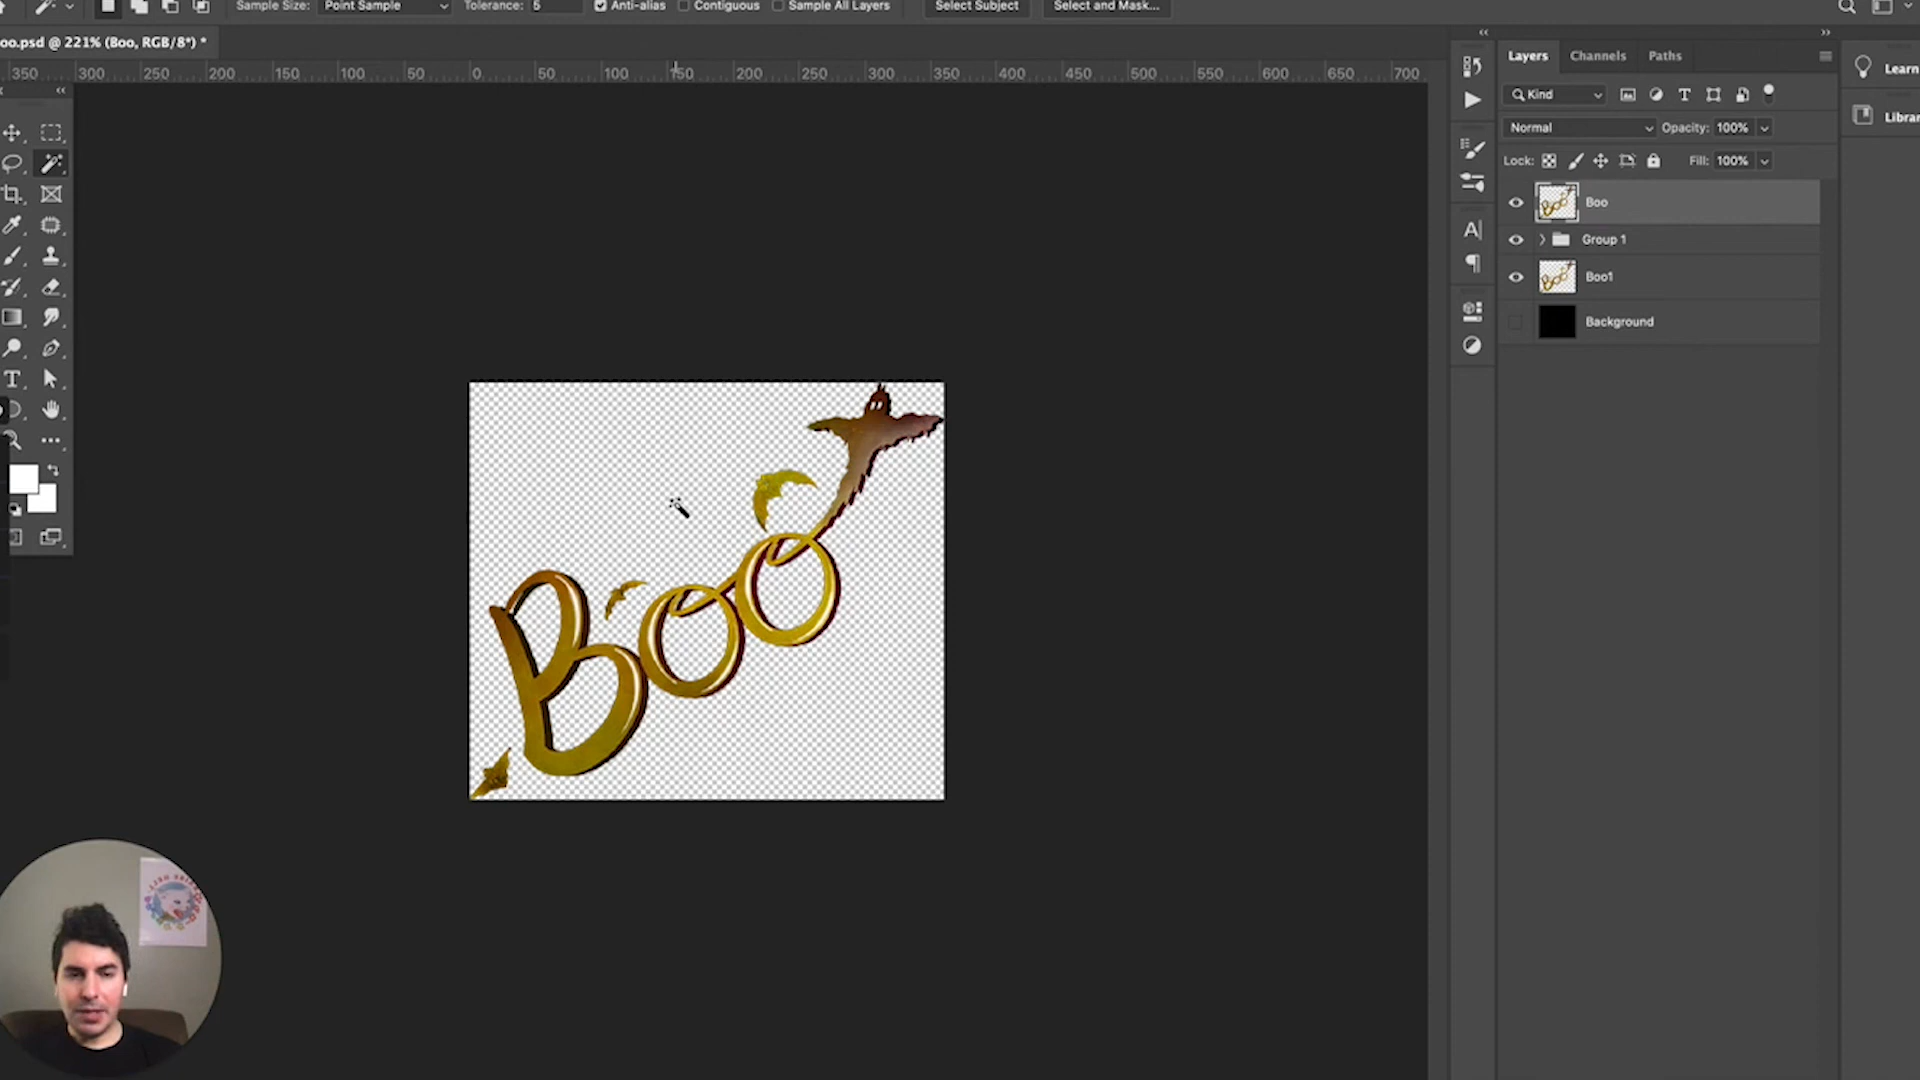 Sample Size: Point Sample Tolerance: 5 Anti-alias Contiguous Sample All Layers Select Subject Select and Mask...
oo.psd @ 221% (Boo, RGB/8*) *
350 300 250 200 150 100 50 0 50 100 150 200 250 300 350 400 450 500 550 600 650 700
Layers Channels Paths
Learn
Kind
Librar
Normal Opacity: 100%
Lock: Fill: 100%
Boo
Group 1
Boo1
Background
Boo